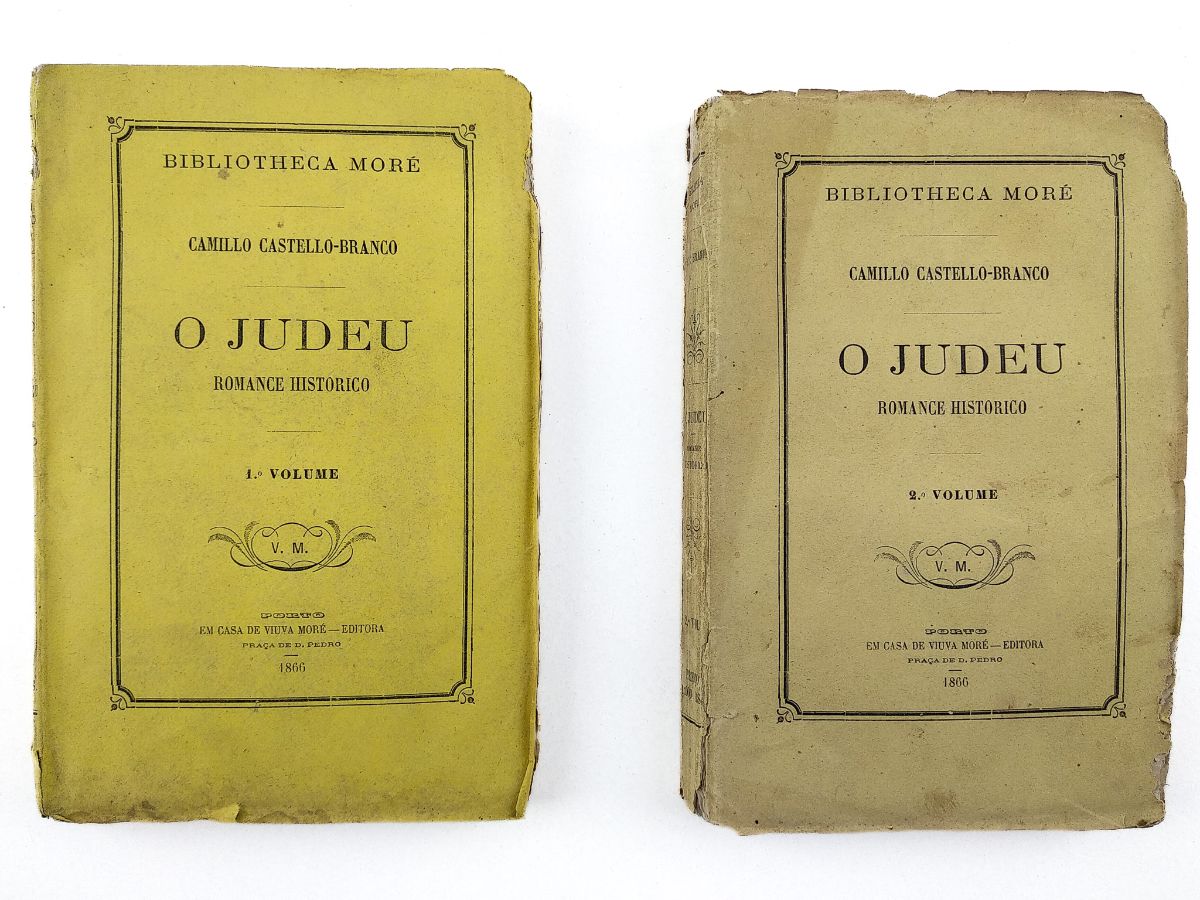 BIBLIOTHECA MORÉ
CAMILLO CASTELLO-BRANCO
O JUDEU
ROMANCE HISTORICO
1.º VOLUME
V. M.
PORTO
EM CASA DE VIUVA MORÉ—EDITORA
PRAÇA DE D. PEDRO
1866
BIBLIOTHECA MORÉ
CAMILLO CASTELLO-BRANCO
O JUDEU
ROMANCE HISTORICO
2.º VOLUME
V. M.
PORTO
EM CASA DE VIUVA MORÉ—EDITORA
PRAÇA DE D. PEDRO
1866